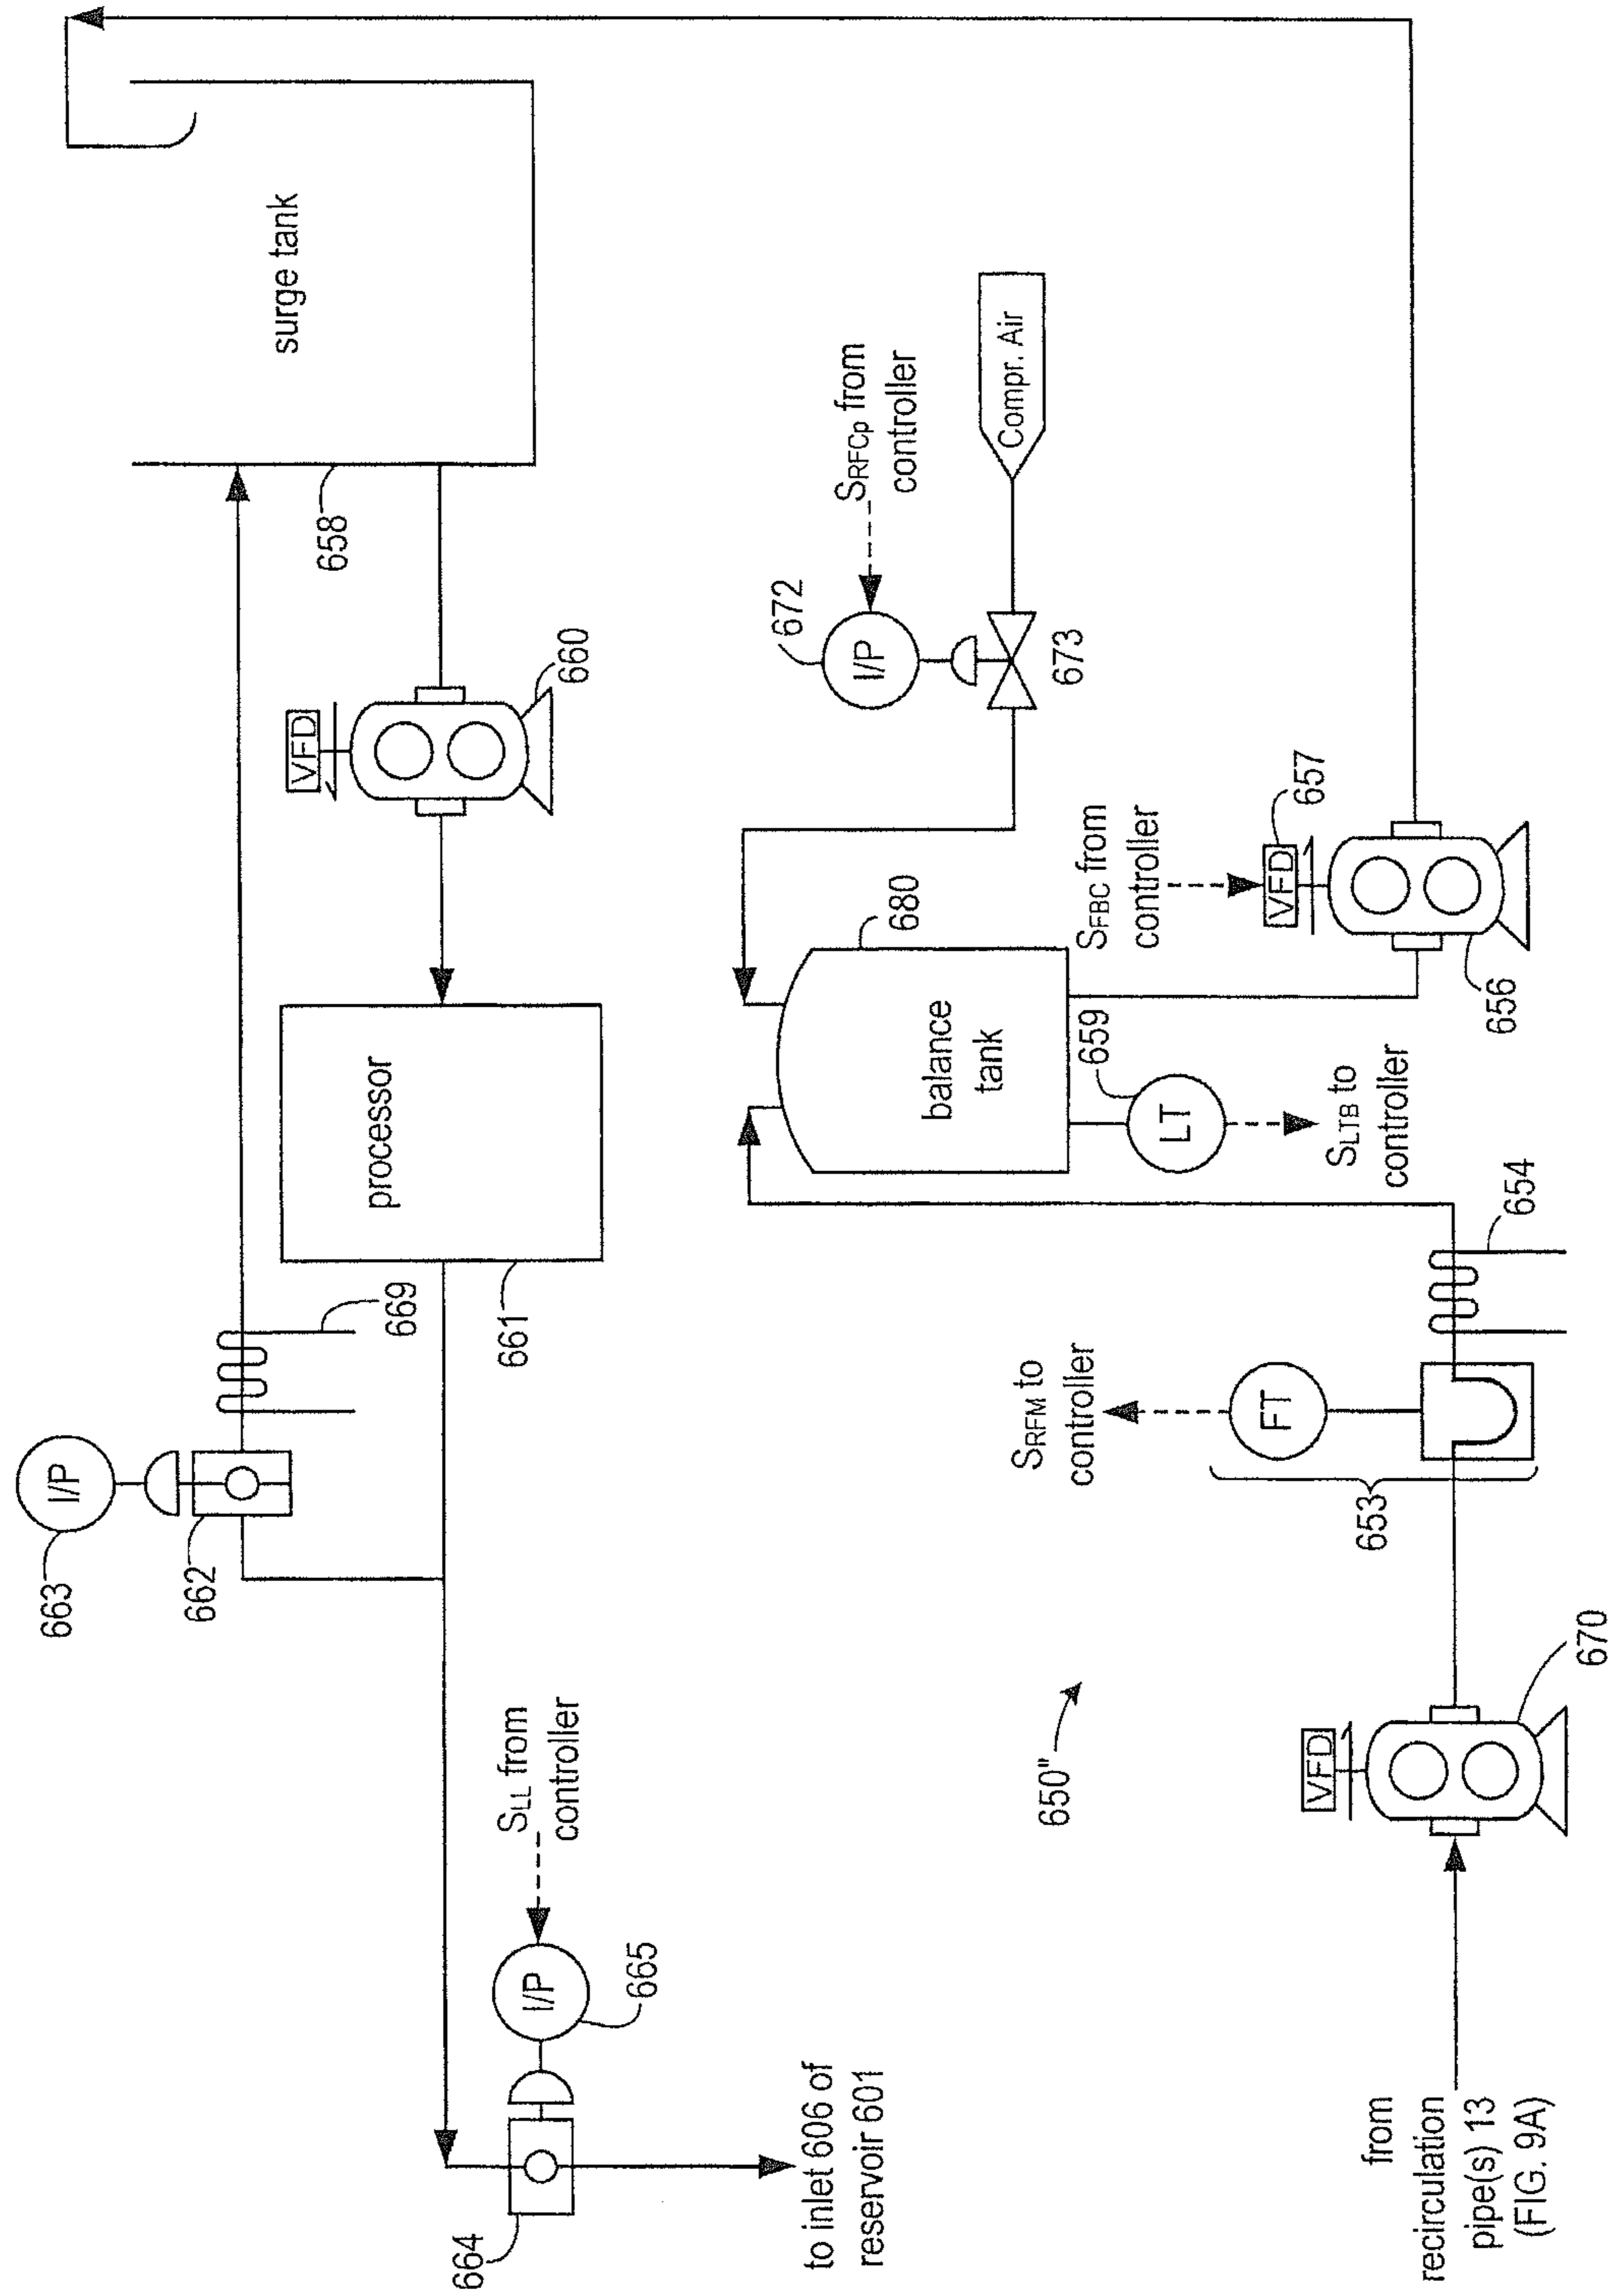 surge tank
658
660
VFD
processor
661
669
I/P
663
662
SLL from
controller
I/P
665
664
to inlet 606 of
reservoir 601
SRFCp from
controller
Compr. Air
672
I/P
673
SFBC from
controller
657
VFD
656
680
balance
tank
659
LT
SLTB to
controller
654
SRFM to
controller
FT
653
650"
VFD
670
from
recirculation
pipe(s) 13
(FIG. 9A)